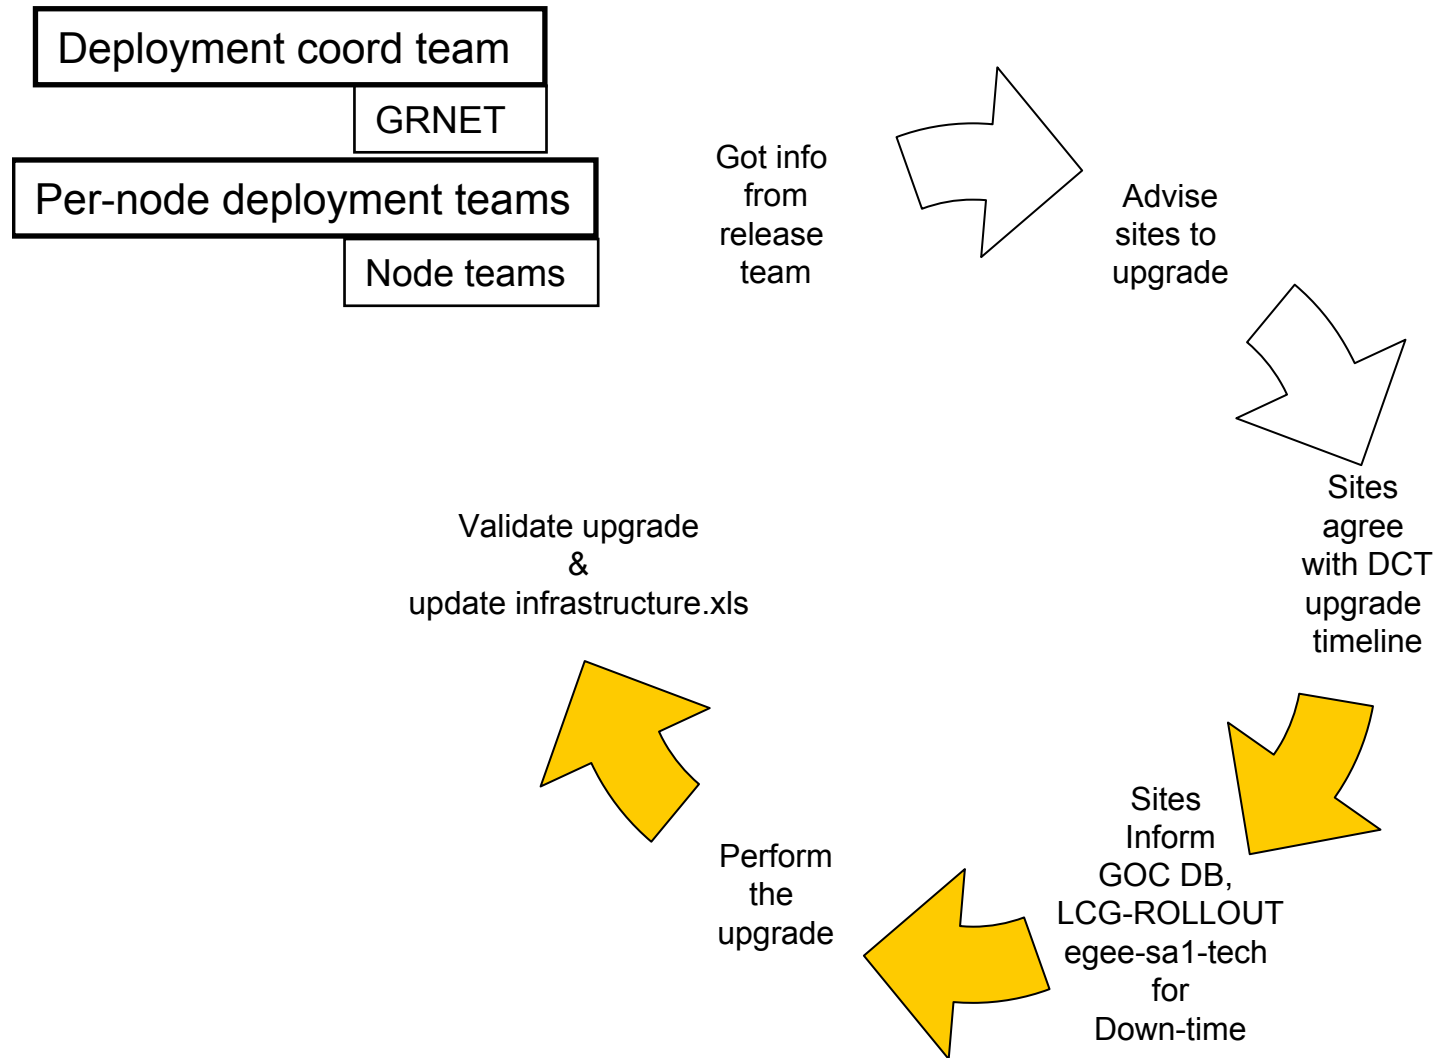 Deployment coord team
GRNET
Per-node deployment teams
Node teams
Got info
from
release
team
Advise
sites to
upgrade
Sites
agree
with DCT
upgrade
timeline
Sites
Inform
GOC DB,
LCG-ROLLOUT
egee-sa1-tech
for
Down-time
Perform
the
upgrade
Validate upgrade
&
update infrastructure.xls